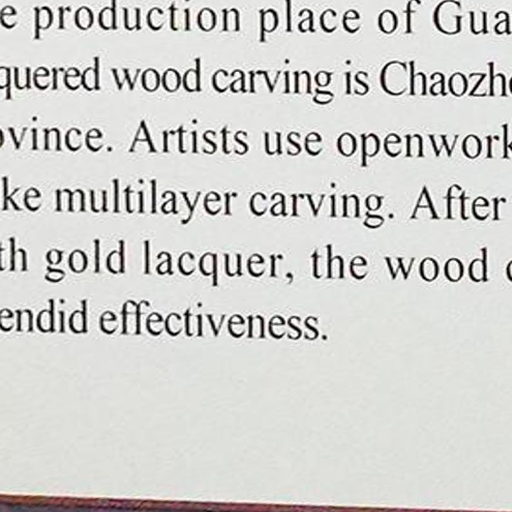 e production place of Gua
quered wood carving is Chaozho
ovince. Artists use openwork
ke multilayer carving. After
th gold lacquer, the wood c
endid effectiveness.